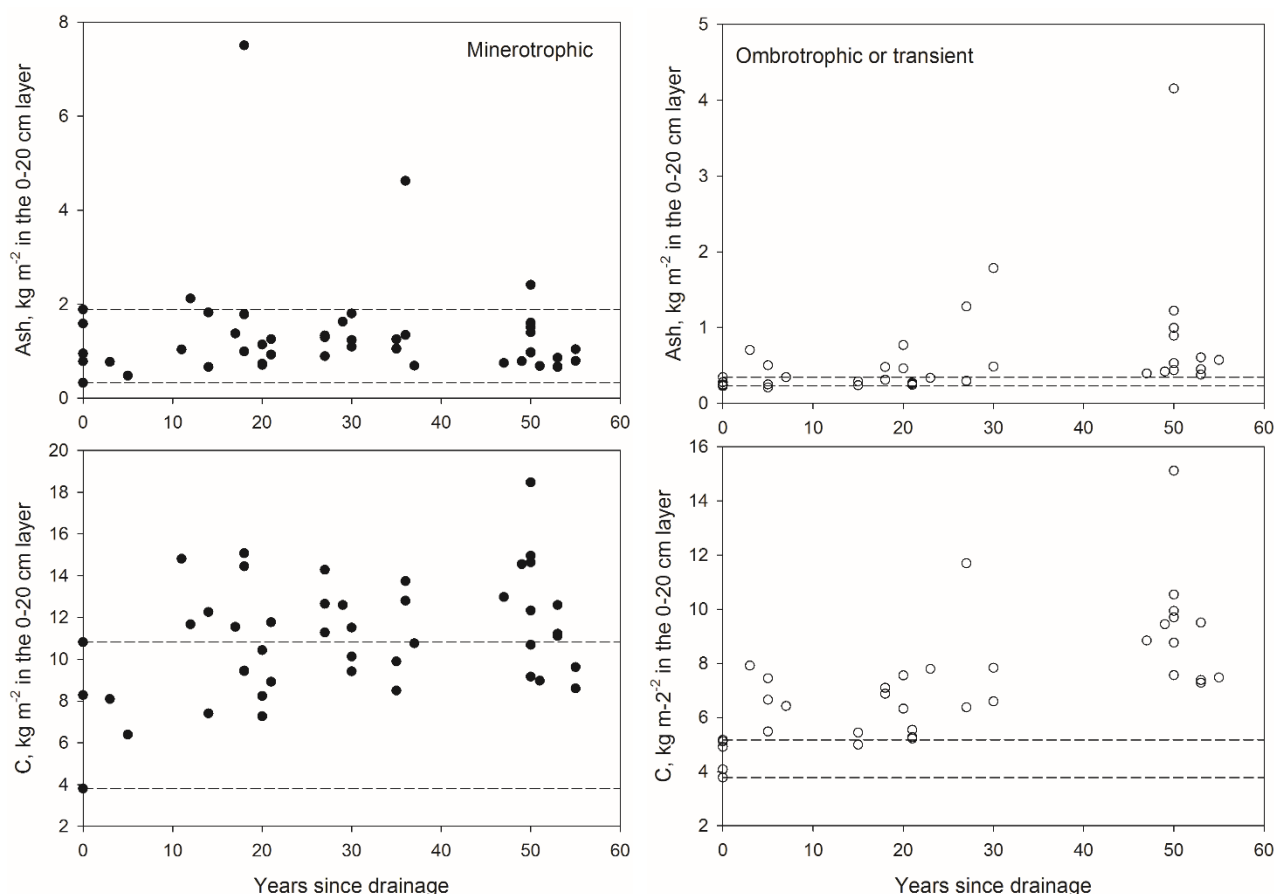 Minerotrophic
Ash, kg m-2 in the 0-20 cm layer
8
6
4
2
0
0 10 20 30 40 50 60
Ombrotrophic or transient
Ash, kg m-2 in the 0-20 cm layer
5
4
3
2
1
0
0 10 20 30 40 50 60
C, kg m-2 in the 0-20 cm layer
20
18
16
14
12
10
8
6
4
2
0 10 20 30 40 50 60
Years since drainage
C, kg m-2-2 in the 0-20 cm layer
16
14
12
10
8
6
4
2
0 10 20 30 40 50 60
Years since drainage